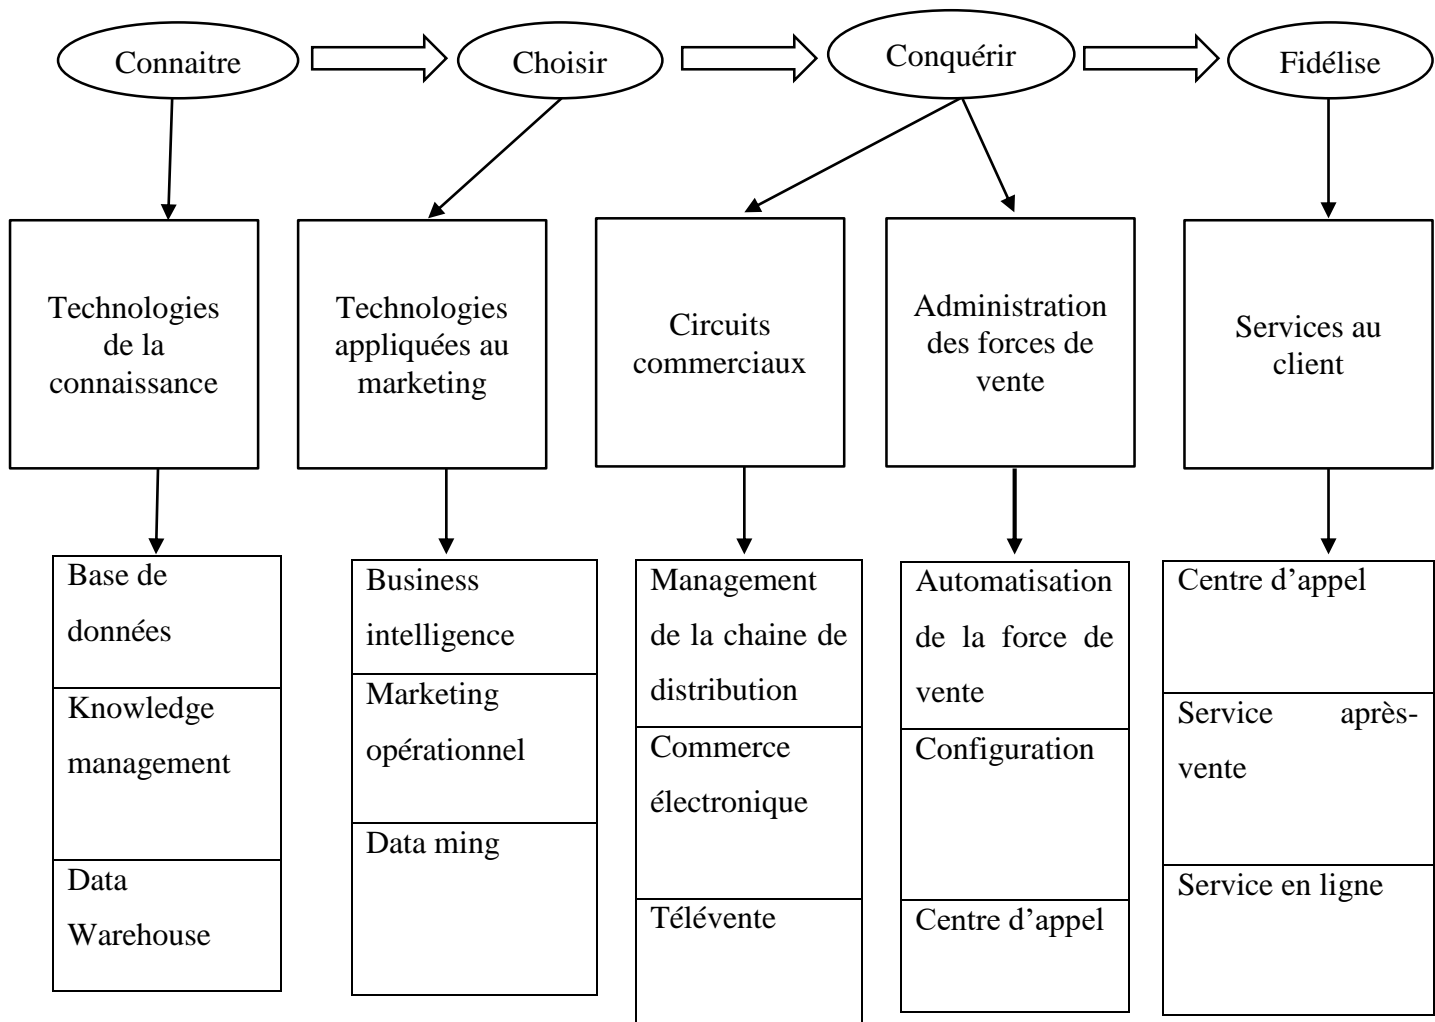 Connaitre
Choisir
Conquérir
Fidélise
Technologies
de la
connaissance
Technologies
appliquées au
marketing
Circuits
commerciaux
Administration
des forces de
vente
Services au
client
Base de
données
Knowledge
management
Data
Warehouse
Business
intelligence
Marketing
opérationnel
Data ming
Management
de la chaine de
distribution
Commerce
électronique
Télévente
Automatisation
de la force de
vente
Configuration
Centre d’appel
Centre d’appel
Service après-
vente
Service en ligne